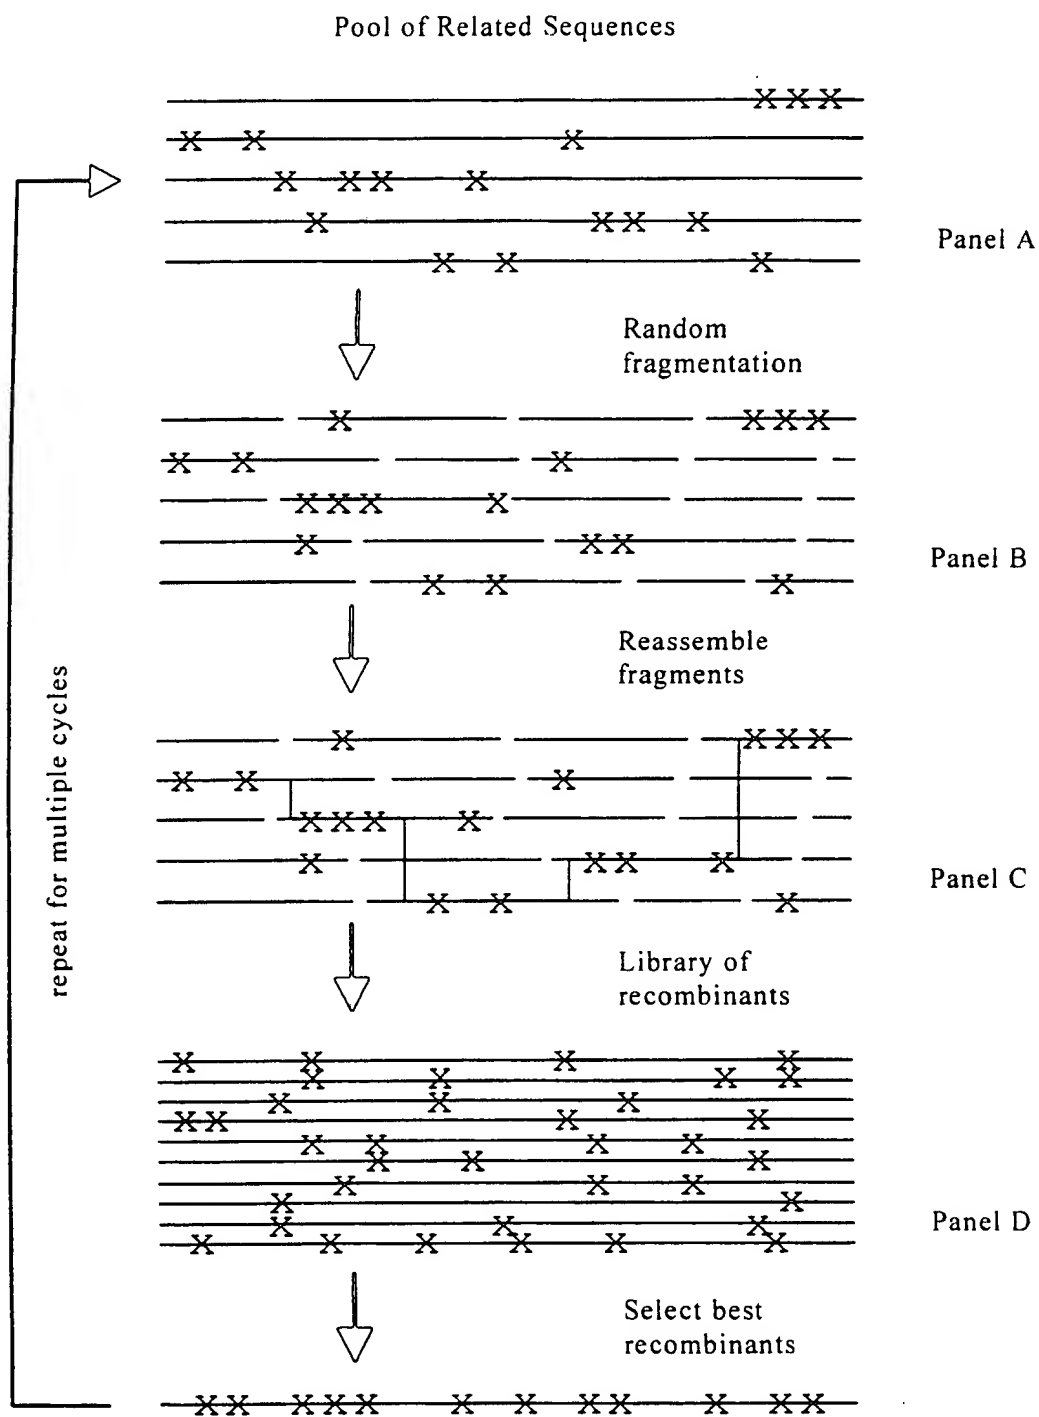 Pool of Related Sequences
Panel A
Random
fragmentation
Panel B
Reassemble
fragments
repeat for multiple cycles
Panel C
Library of
recombinants
Panel D
Select best
recombinants